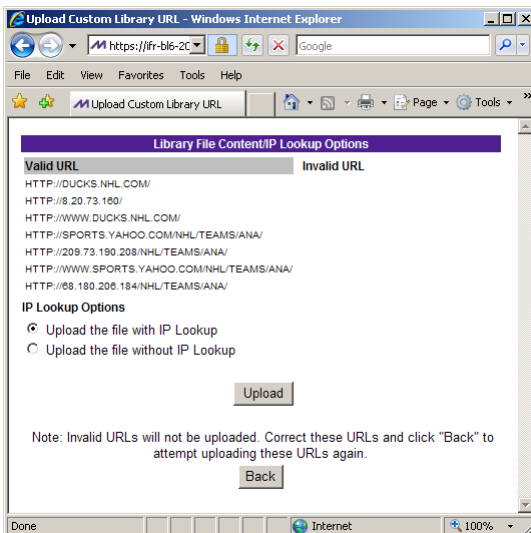 Upload Custom Library URL - Windows Internet Explorer
https://ifr-bl6-20
Google
File Edit View Favorites Tools Help
Upload Custom Library URL
Page Tools »
Library File Content/IP Lookup Options
Valid URL Invalid URL
HTTP://DUCKS.NHL.COM/
HTTP://8.20.73.160/
HTTP://WWW.DUCKS.NHL.COM/
HTTP://SPORTS.YAHOO.COM/NHL/TEAMS/ANA/
HTTP://209.73.190.208/NHL/TEAMS/ANA/
HTTP://WWW.SPORTS.YAHOO.COM/NHL/TEAMS/ANA/
HTTP://68.180.206.184/NHL/TEAMS/ANA/
IP Lookup Options
Upload the file with IP Lookup
Upload the file without IP Lookup
Upload
Note: Invalid URLs will not be uploaded. Correct these URLs and click "Back" to
attempt uploading these URLs again.
Back
Done Internet 100%